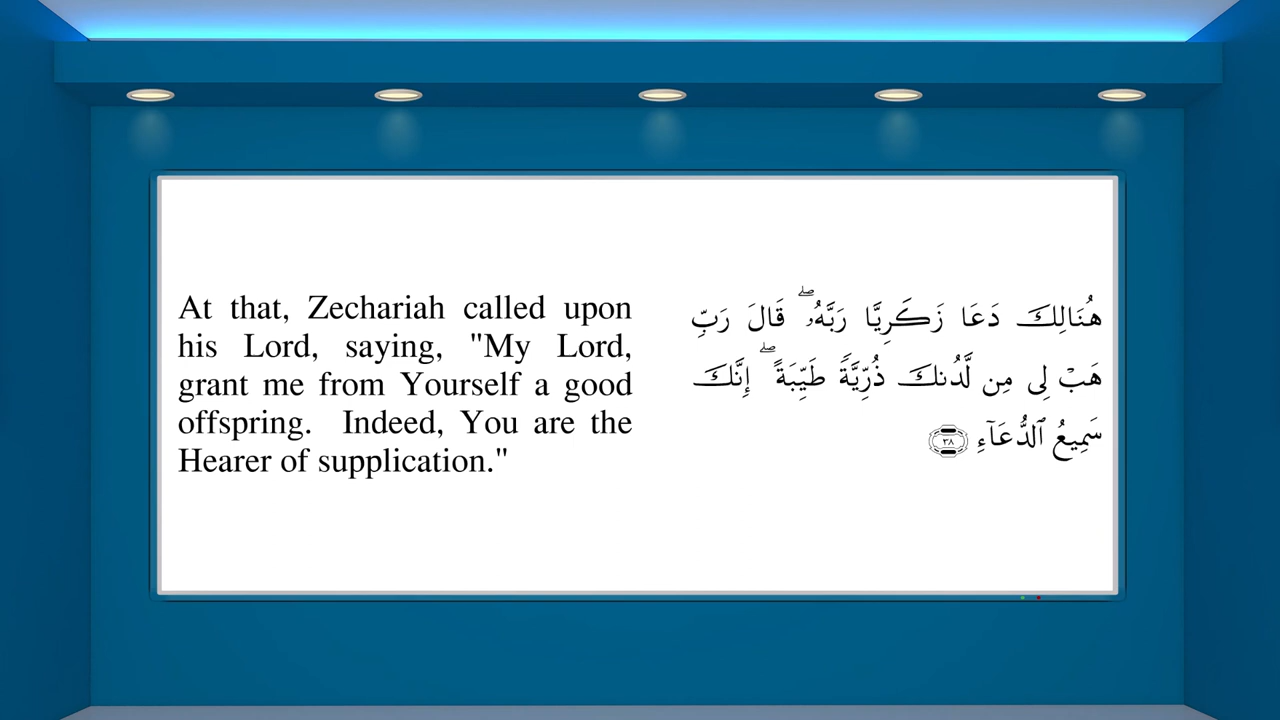 At that, Zechariah called upon
his Lord, saying, "My Lord,
grant me from Yourself a good
offspring.  Indeed, You are the
Hearer of supplication."
هُنَالِكَ دَعَا زَكَرِيَّا رَبَّهُۥ ۖ قَالَ رَبِّ
هَبْ لِى مِن لَّدُنكَ ذُرِّيَّةً طَيِّبَةً ۖ إِنَّكَ
سَمِيعُ ٱلدُّعَآءِ ٣٨